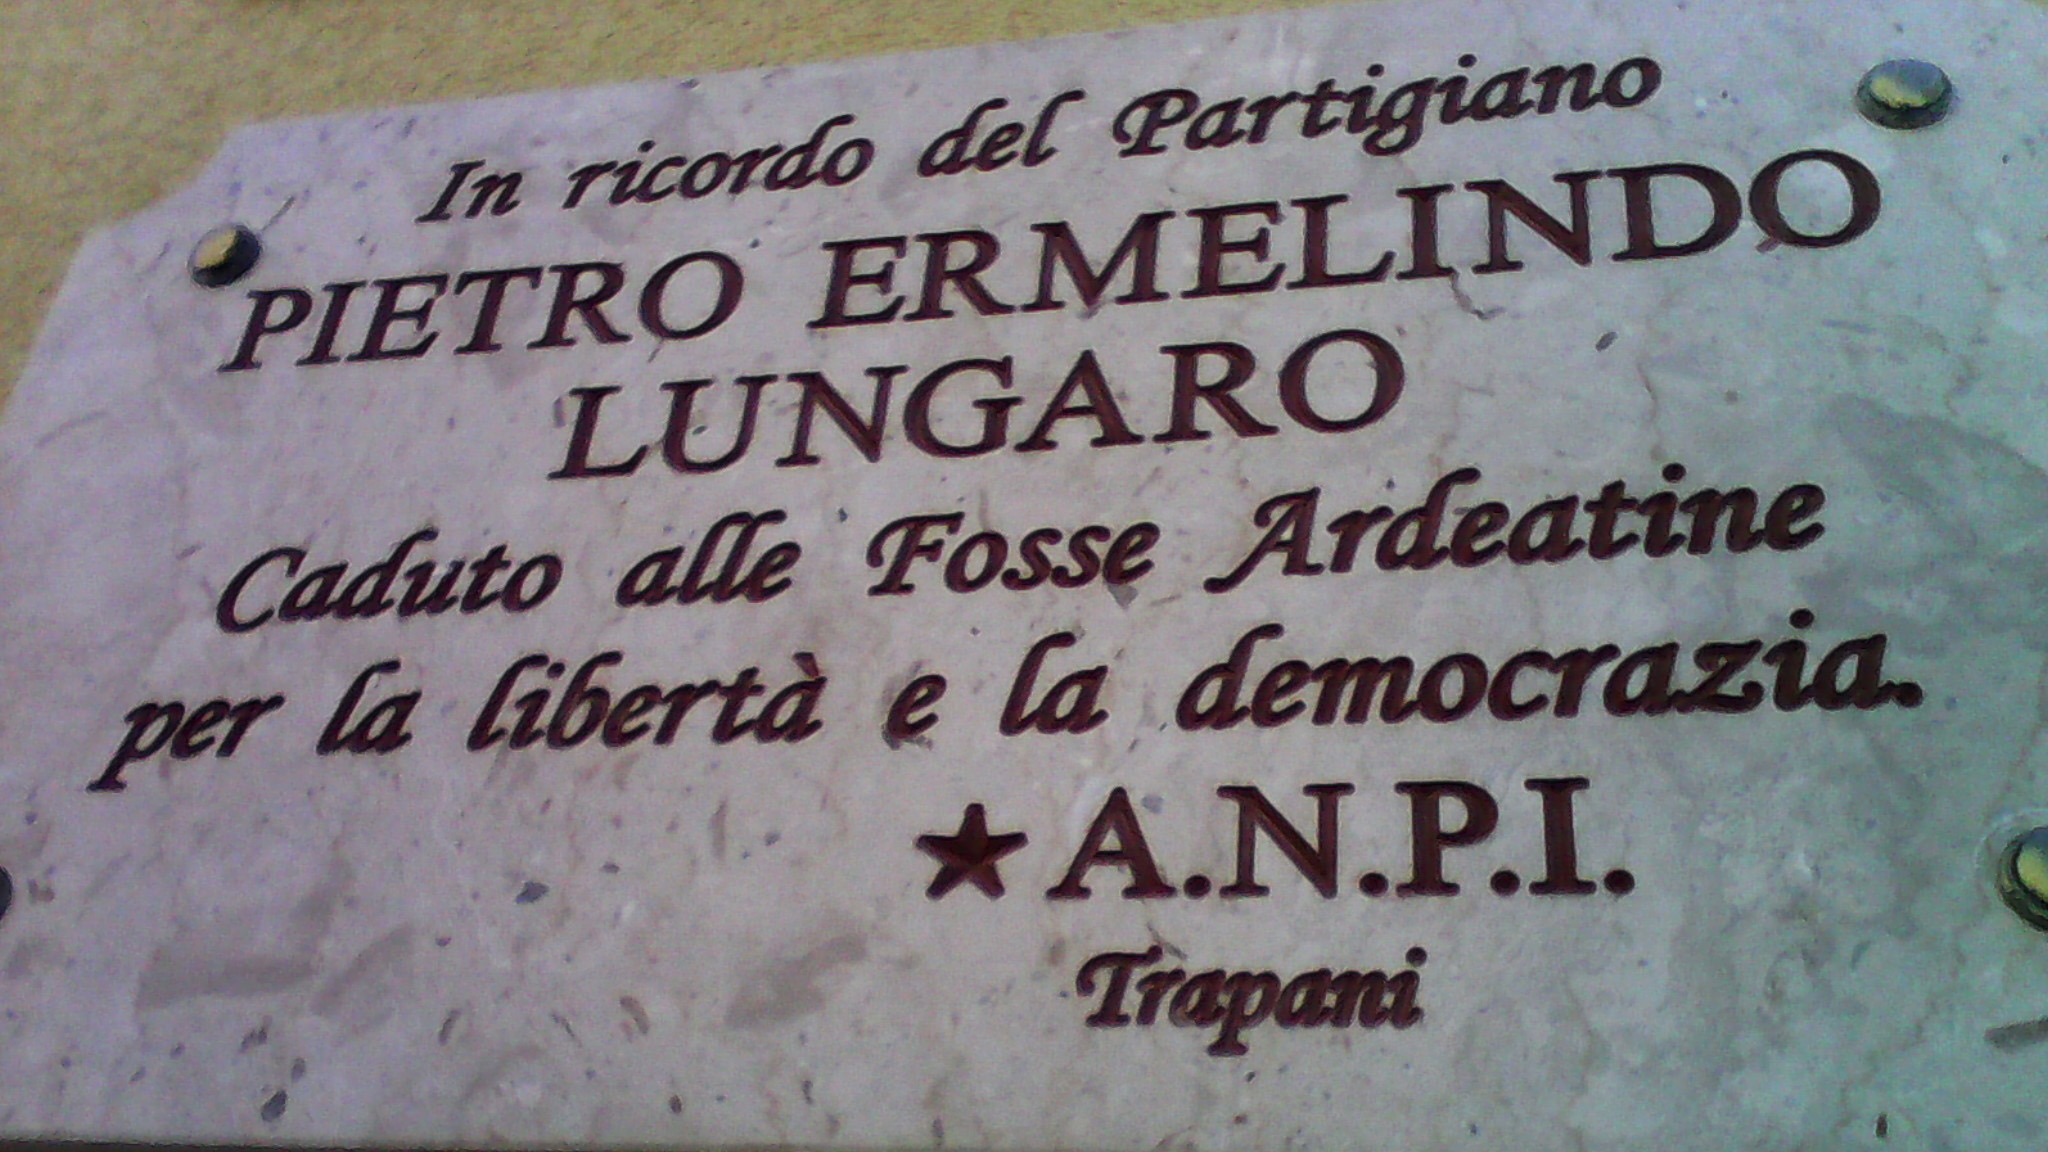 In ricordo del Partigiano
PIETRO ERMELINDO
LUNGARO
Caduto alle Fosse Ardeatine
per la libertà e la democrazia.
★ A.N.P.I.
Trapani